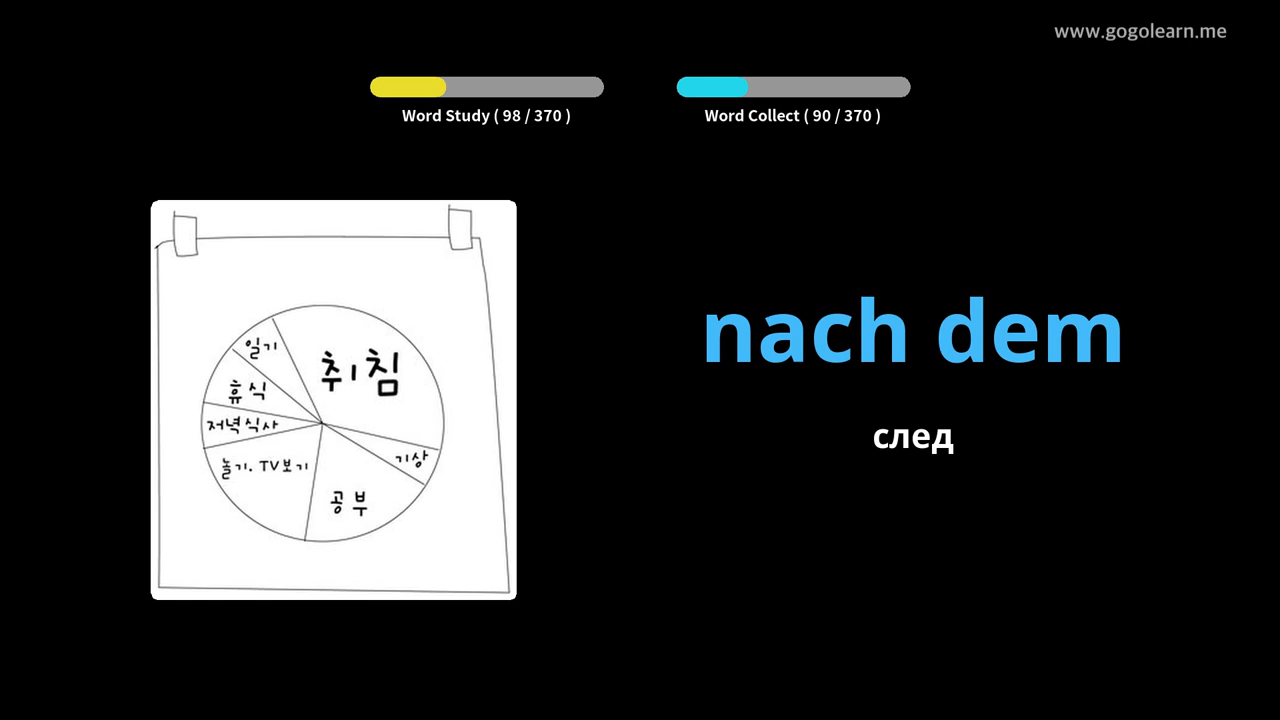 www.gogolearn.me
Word Study ( 98 / 370 )
Word Collect ( 90 / 370 )
일기
취침
휴식
저녁식사
놀기. TV보기
기상
공부
nach dem
след